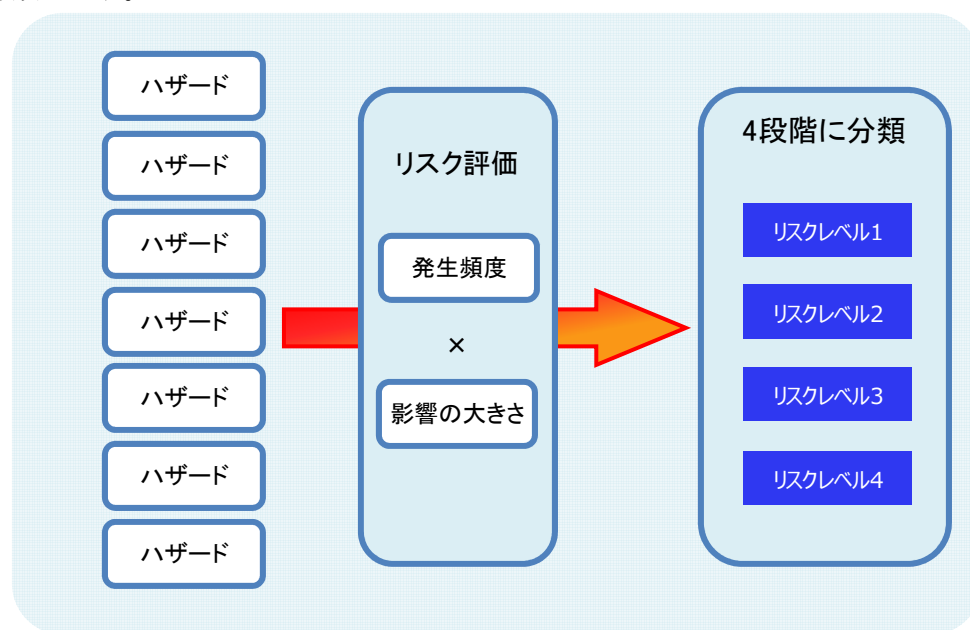 ハザード
ハザード
ハザード
ハザード
ハザード
ハザード
ハザード
リスク評価
発生頻度
×
影響の大きさ
4段階に分類
リスクレベル1
リスクレベル2
リスクレベル3
リスクレベル4